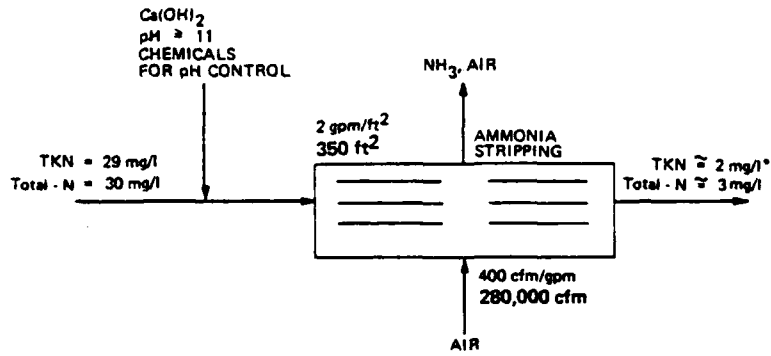 Ca(OH)2
pH ≥ 11
CHEMICALS
FOR pH CONTROL
NH3, AIR
2 gpm/ft2
350 ft2
AMMONIA
STRIPPING
TKN = 29 mg/l
Total - N = 30 mg/l
TKN ≅ 2 mg/l*
Total - N ≅ 3 mg/l
400 cfm/gpm
280,000 cfm
AIR